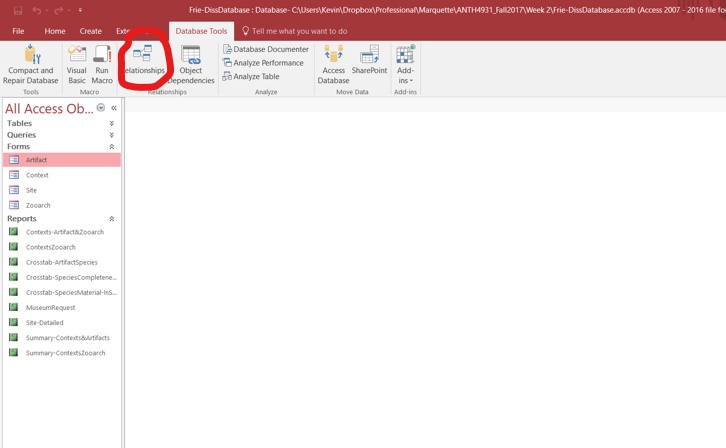 Frie-DissDatabase : Database- C:\Users\Kevin\Dropbox\Professional\Marquette\ANTH4931_Fall2017\Week 2\Frie-DissDatabase.accdb (Access 2007 - 2016 file for
File Home Create Exte Database Tools Tell me what you want to do
Compact and Repair Database
Visual Basic
Run Macro
elationships
Object Dependencies
Database Documenter
Analyze Performance
Analyze Table
Access Database
SharePoint
Add-ins
Tools Macro Relationships Analyze Move Data Add-ins
All Access Ob...
Tables
Queries
Forms
Artifact
Context
Site
Zooarch
Reports
Contexts-Artifact&Zooarch
ContextsZooarch
Crosstab-ArtifactSpecies
Crosstab-SpeciesCompletene...
Crosstab-SpeciesMaterial-InS...
MuseumRequest
Site-Detailed
Summary-Contexts&Artifacts
Summary-ContextsZooarch